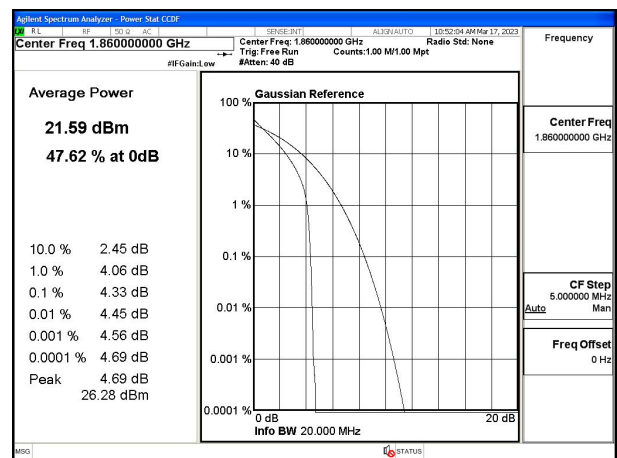 Agilent Spectrum Analyzer - Power Stat CCDF
LXI RL RF 50 Ω AC SENSE:INT ALIGN AUTO 10:52:04 AM Mar 17, 2023
Center Freq 1.860000000 GHz
Center Freq: 1.860000000 GHz Radio Std: None
Trig: Free Run Counts:1.00 M/1.00 Mpt
#IFGain:Low #Atten: 40 dB
Frequency
Average Power
21.59 dBm
47.62 % at 0dB
10.0 % 2.45 dB
1.0 % 4.06 dB
0.1 % 4.33 dB
0.01 % 4.45 dB
0.001 % 4.56 dB
0.0001 % 4.69 dB
Peak 4.69 dB
26.28 dBm
Gaussian Reference
100 %
10 %
1 %
0.1 %
0.01 %
0.001 %
0.0001 %
0 dB 20 dB
Info BW 20.000 MHz
Center Freq
1.860000000 GHz
CF Step
5.000000 MHz
Auto Man
Freq Offset
0 Hz
MSG STATUS